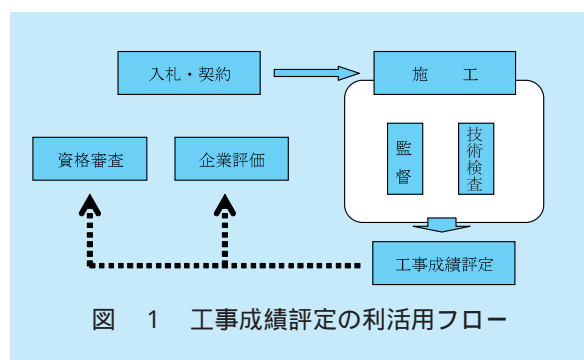 入札・契約
施 工
監督
技術検査
資格審査
企業評価
工事成績評定
図 1 工事成績評定の利活用フロー